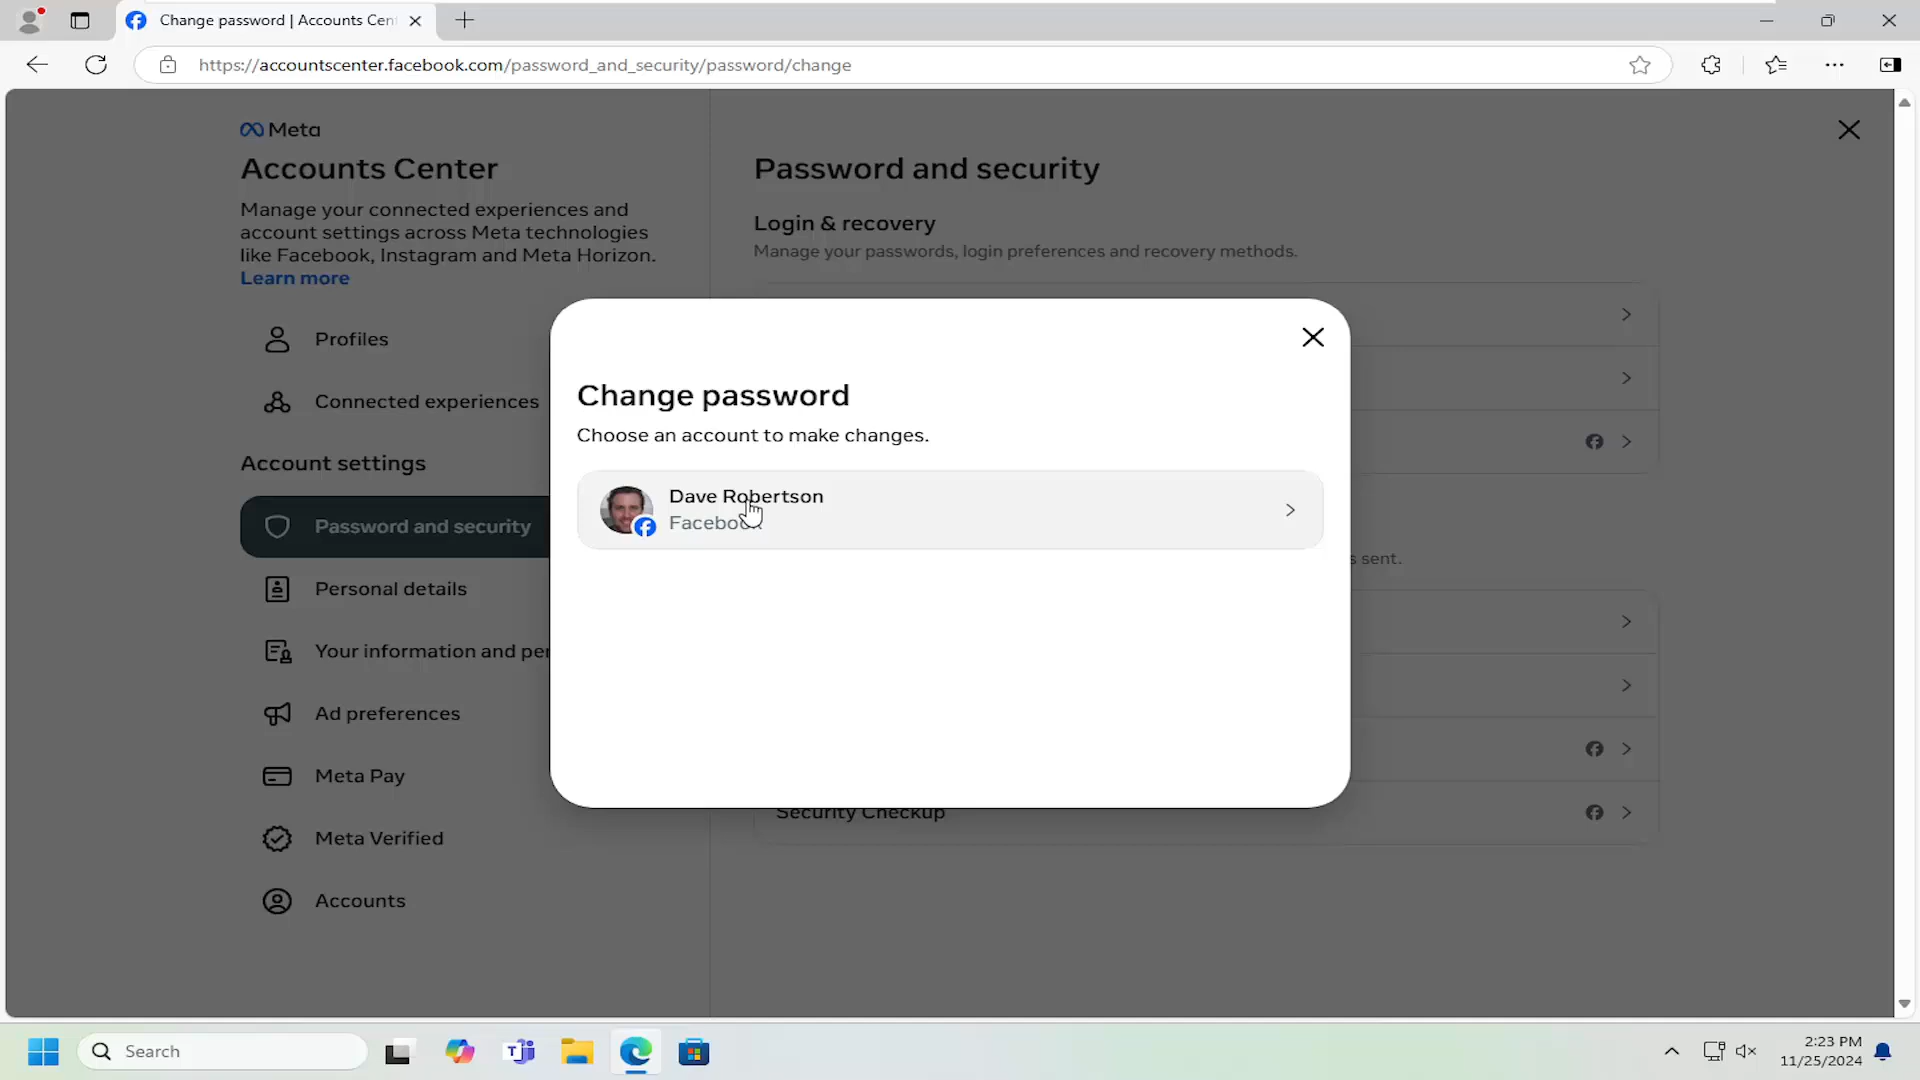 Change password | Accounts Cen
https://accountscenter.facebook.com/password_and_security/password/change
Meta
Accounts Center
Manage your connected experiences and
account settings across Meta technologies
like Facebook, Instagram and Meta Horizon.
Learn more
Profiles
Connected experiences
Account settings
Password and security
Personal details
Your information and per
Ad preferences
Meta Pay
Meta Verified
Accounts
Password and security
Login & recovery
Manage your passwords, login preferences and recovery methods.
Change password
Choose an account to make changes.
Dave Robertson
Facebook
s sent.
Security Checkup
Search
2:23 PM
11/25/2024